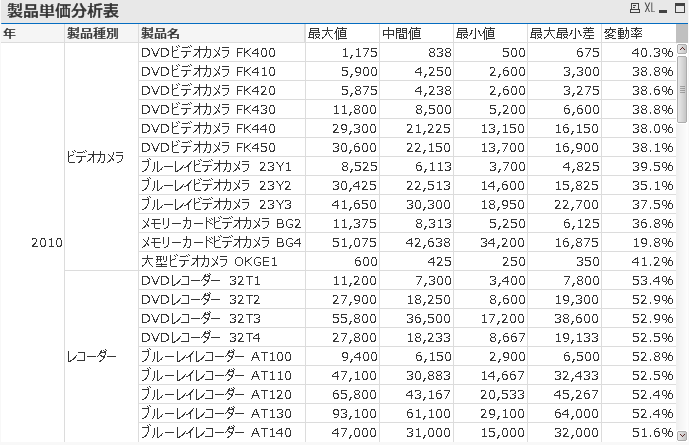 製品単価分析表 XL
年 製品種別 製品名 最大値 中間値 最小値 最大最小差 変動率
DVDビデオカメラ FK400 1,175 838 500 675 40.3%
DVDビデオカメラ FK410 5,900 4,250 2,600 3,300 38.8%
DVDビデオカメラ FK420 5,875 4,238 2,600 3,275 38.6%
DVDビデオカメラ FK430 11,800 8,500 5,200 6,600 38.8%
DVDビデオカメラ FK440 29,300 21,225 13,150 16,150 38.0%
DVDビデオカメラ FK450 30,600 22,150 13,700 16,900 38.1%
ビデオカメラ
ブルーレイビデオカメラ 23Y1 8,525 6,113 3,700 4,825 39.5%
ブルーレイビデオカメラ 23Y2 30,425 22,513 14,600 15,825 35.1%
ブルーレイビデオカメラ 23Y3 41,650 30,300 18,950 22,700 37.5%
メモリーカードビデオカメラ BG2 11,375 8,313 5,250 6,125 36.8%
2010 メモリーカードビデオカメラ BG4 51,075 42,638 34,200 16,875 19.8%
大型ビデオカメラ OKGE1 600 425 250 350 41.2%
DVDレコーダー 32T1 11,200 7,300 3,400 7,800 53.4%
DVDレコーダー 32T2 27,900 18,250 8,600 19,300 52.9%
DVDレコーダー 32T3 55,800 36,500 17,200 38,600 52.9%
DVDレコーダー 32T4 27,800 18,233 8,667 19,133 52.5%
レコーダー ブルーレイレコーダー AT100 9,400 6,150 2,900 6,500 52.8%
ブルーレイレコーダー AT110 47,100 30,883 14,667 32,433 52.5%
ブルーレイレコーダー AT120 65,800 43,167 20,533 45,267 52.4%
ブルーレイレコーダー AT130 93,100 61,100 29,100 64,000 52.4%
ブルーレイレコーダー AT140 47,000 31,000 15,000 32,000 51.6%